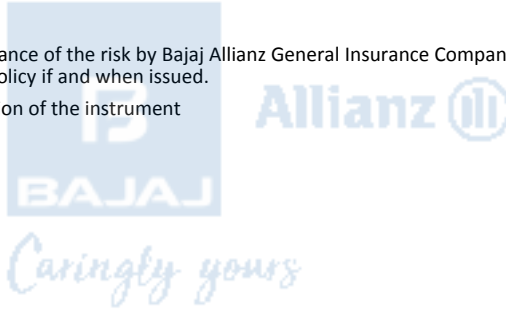 ance of the risk by Bajaj Allianz General Insurance Compan
olicy if and when issued.
ion of the instrument
Allianz
B
BAJAJ
Caringly yours